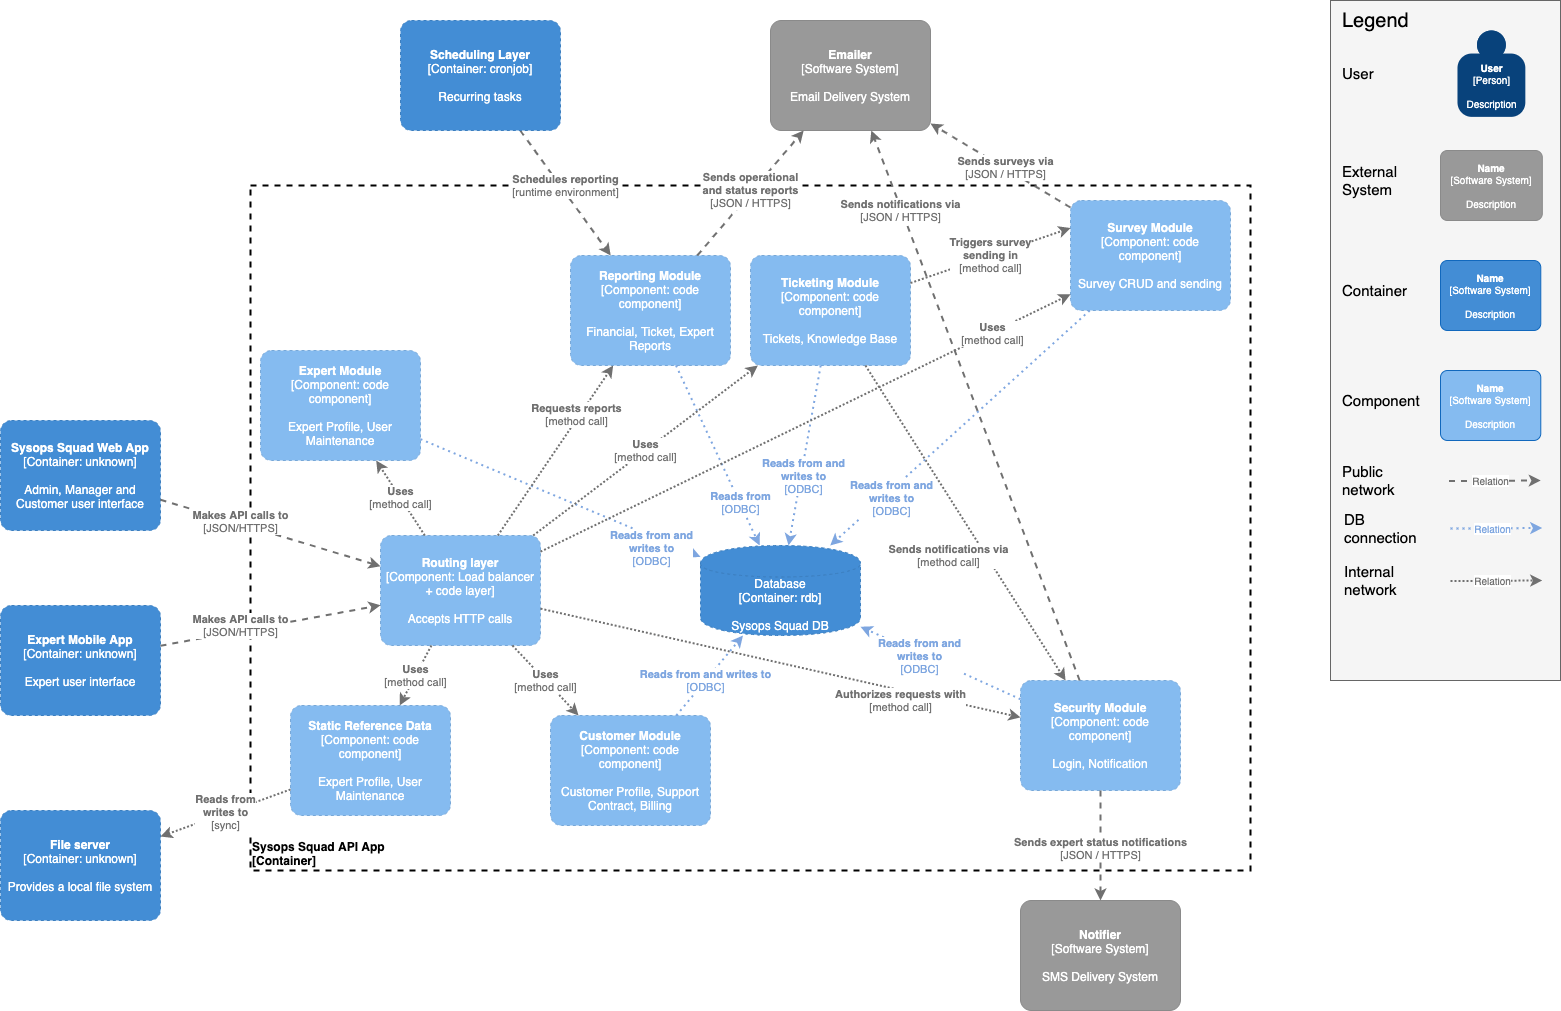 Scheduling Layer
[Container: cronjob]
Recurring tasks
Emailer
[Software System]
Email Delivery System
Schedules reporting
[runtime environment]
Sends operational
and status reports
[JSON / HTTPS]
Sends surveys via
[JSON / HTTPS]
Sends notifications via
[JSON / HTTPS]
Reporting Module
[Component: code
component]
Financial, Ticket, Expert
Reports
Ticketing Module
[Component: code
component]
Tickets, Knowledge Base
Triggers survey
sending in
[method call]
Survey Module
[Component: code
component]
Survey CRUD and sending
Uses
[method call]
Expert Module
[Component: code
component]
Expert Profile, User
Maintenance
Requests reports
[method call]
Uses
[method call]
Sysops Squad Web App
[Container: unknown]
Admin, Manager and
Customer user interface
Uses
[method call]
Reads from
[ODBC]
Reads from and
writes to
[ODBC]
Reads from and
writes to
[ODBC]
Makes API calls to
[JSON/HTTPS]
Reads from and
writes to
[ODBC]
Sends notifications via
[method call]
Routing layer
[Component: Load balancer
+ code layer]
Accepts HTTP calls
Database
[Container: rdb]
Sysops Squad DB
Expert Mobile App
[Container: unknown]
Expert user interface
Makes API calls to
[JSON/HTTPS]
Uses
[method call]
Uses
[method call]
Reads from and writes to
[ODBC]
Reads from and
writes to
[ODBC]
Authorizes requests with
[method call]
Static Reference Data
[Component: code
component]
Expert Profile, User
Maintenance
Customer Module
[Component: code
component]
Customer Profile, Support
Contract, Billing
Security Module
[Component: code
component]
Login, Notification
Reads from
writes to
[sync]
File server
[Container: unknown]
Provides a local file system
Sysops Squad API App
[Container]
Sends expert status notifications
[JSON / HTTPS]
Notifier
[Software System]
SMS Delivery System
Legend
User
User
[Person]
Description
External
System
Name
[Software System]
Description
Container
Name
[Software System]
Description
Component
Name
[Software System]
Description
Public
network
Relation
DB
connection
Relation
Internal
network
Relation